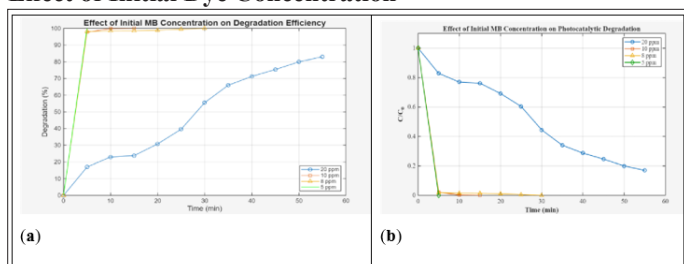 Effect of Initial Dye Concentration
Effect of Initial MB Concentration on Degradation Efficiency
Degradation (%)
100
90
80
70
60
50
40
30
20
10
0
0 10 20 30 40 50 60
Time (min)
20 ppm
10 ppm
8 ppm
5 ppm
(a)
Effect of Initial MB Concentration on Photocatalytic Degradation
C/C₀
1
0.8
0.6
0.4
0.2
0
0 10 20 30 40 50 60
Time (min)
20 ppm
10 ppm
8 ppm
5 ppm
(b)